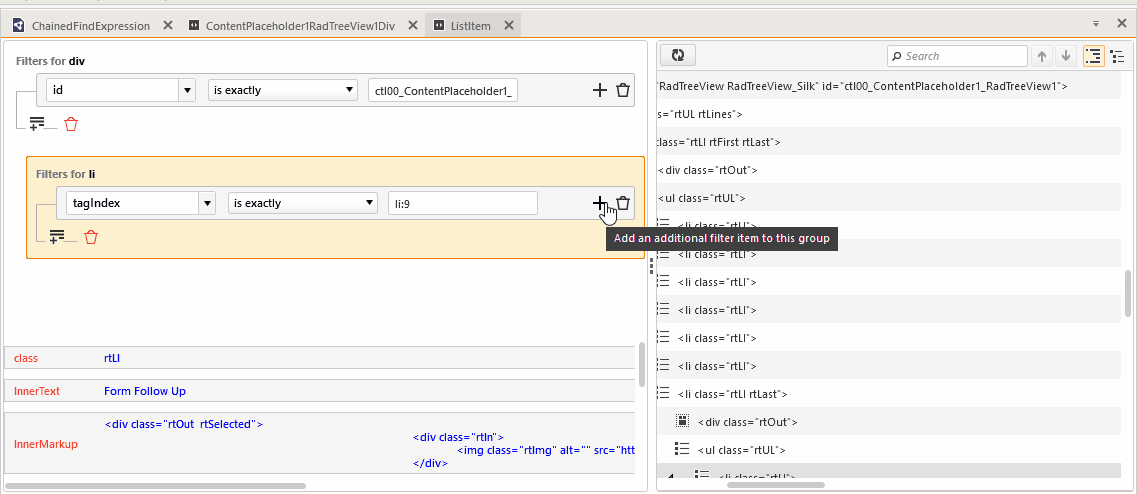 ChainedFindExpression
ContentPlaceholder1RadTreeView1Div
ListItem
Filters for div
id
is exactly
ctl00_ContentPlaceholder1_
Filters for li
tagIndex
is exactly
li:9
Add an additional filter item to this group
class
rtLI
InnerText
Form Follow Up
InnerMarkup
<div class="rtOut  rtSelected">
<div class="rtIn">
<img class="rtImg" alt="" src="htt
</div>
Search
"RadTreeView RadTreeView_Silk" id="ctl00_ContentPlaceholder1_RadTreeView1">
s="rtUL rtLines">
class="rtLI rtFirst rtLast">
<div class="rtOut">
<ul class="rtUL">
<li class="rtLI">
<li class="rtLI">
<li class="rtLI">
<li class="rtLI">
<li class="rtLI">
<li class="rtLI">
<li class="rtLI rtLast">
<div class="rtOut">
<ul class="rtUL">
<li class="rtLI">